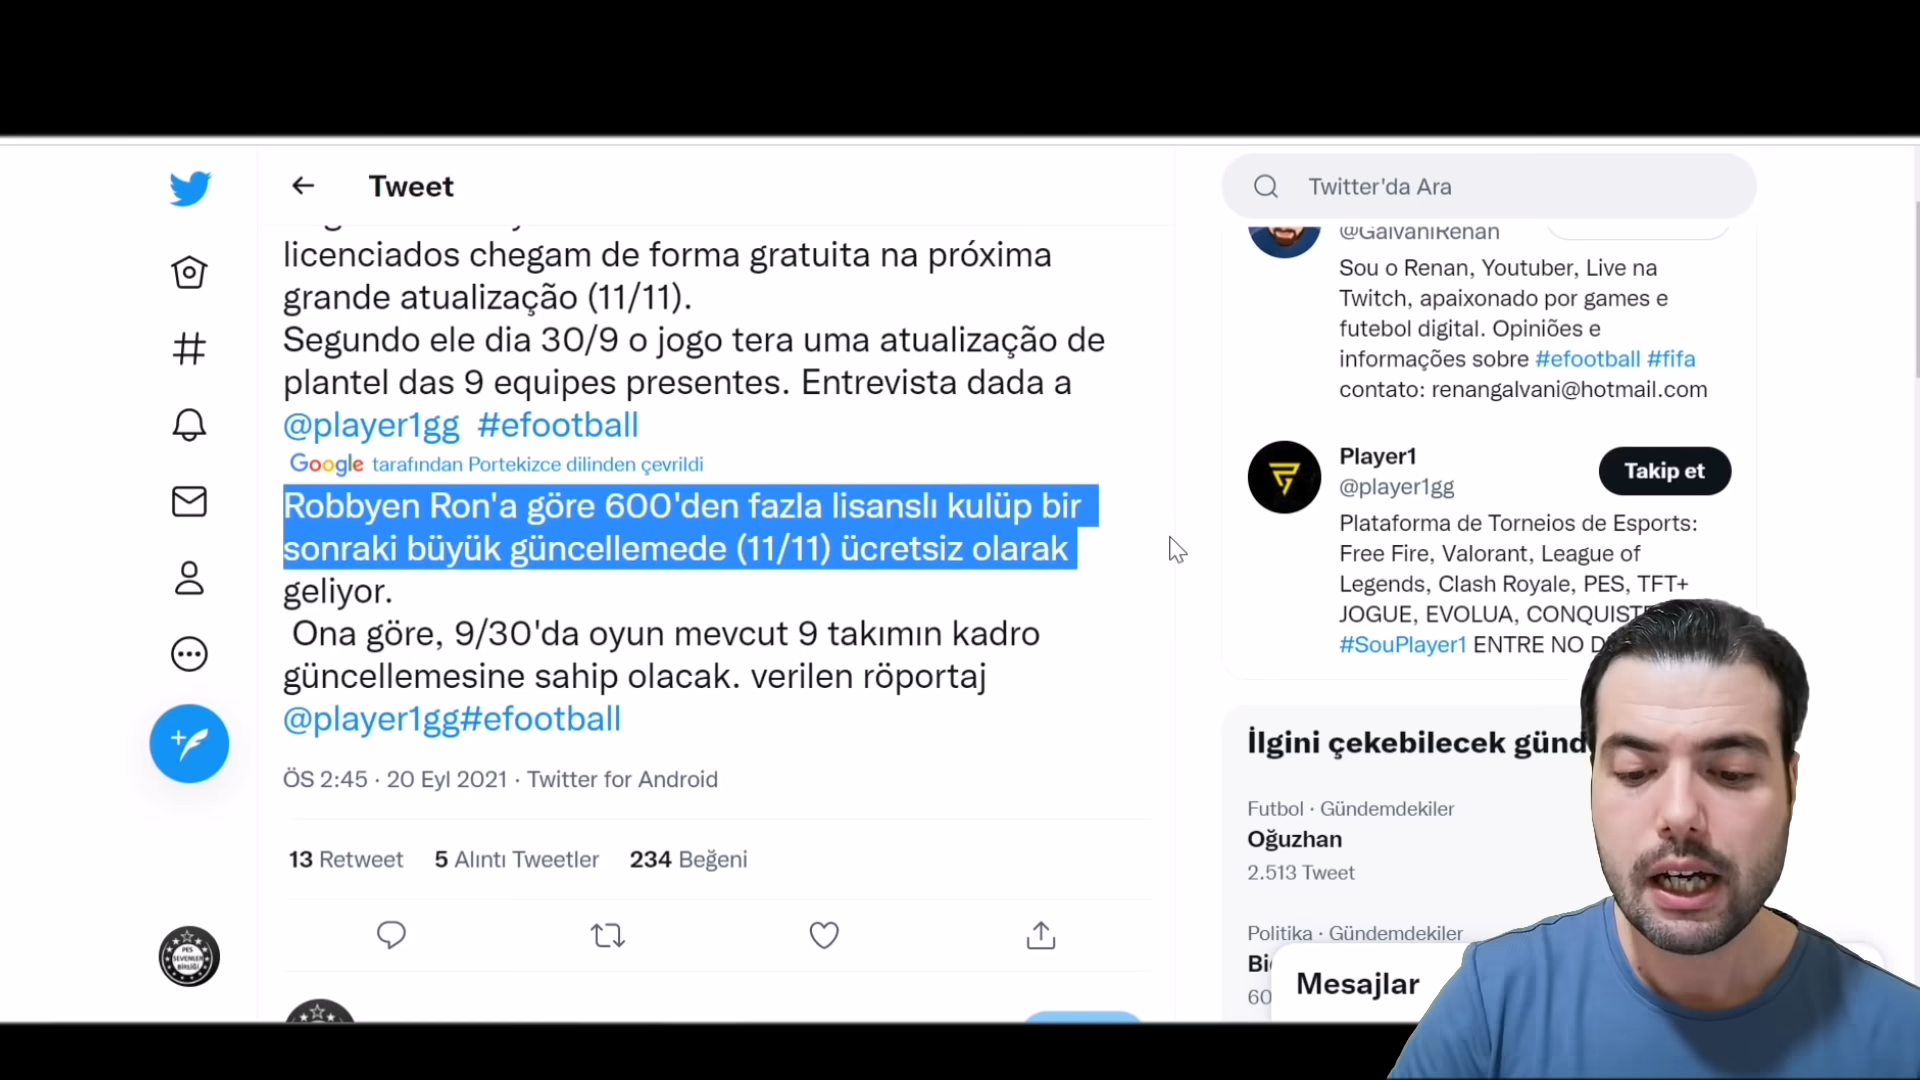 Tweet
licenciados chegam de forma gratuita na próxima
grande atualização (11/11).
Segundo ele dia 30/9 o jogo tera uma atualização de
plantel das 9 equipes presentes. Entrevista dada a
@player1gg #efootball
Google tarafından Portekizce dilinden çevrildi
Robbyen Ron'a göre 600'den fazla lisanslı kulüp bir
sonraki büyük güncellemede (11/11) ücretsiz olarak
geliyor.
Ona göre, 9/30'da oyun mevcut 9 takımın kadro
güncellemesine sahip olacak. verilen röportaj
@player1gg#efootball
ÖS 2:45 · 20 Eyl 2021 · Twitter for Android
13 Retweet 5 Alıntı Tweetler 234 Beğeni
PES
SEVENLER
BİRLİĞİ
Twitter'da Ara
@GalvaniRenan
Sou o Renan, Youtuber, Live na
Twitch, apaixonado por games e
futebol digital. Opiniões e
informações sobre #efootball #fifa
contato: renangalvani@hotmail.com
Player1
@player1gg
Takip et
Plataforma de Torneios de Esports:
Free Fire, Valorant, League of
Legends, Clash Royale, PES, TFT+
JOGUE, EVOLUA, CONQUIST
#SouPlayer1 ENTRE NO D
İlgini çekebilecek günd
Futbol · Gündemdekiler
Oğuzhan
2.513 Tweet
Politika · Gündemdekiler
Mesajlar